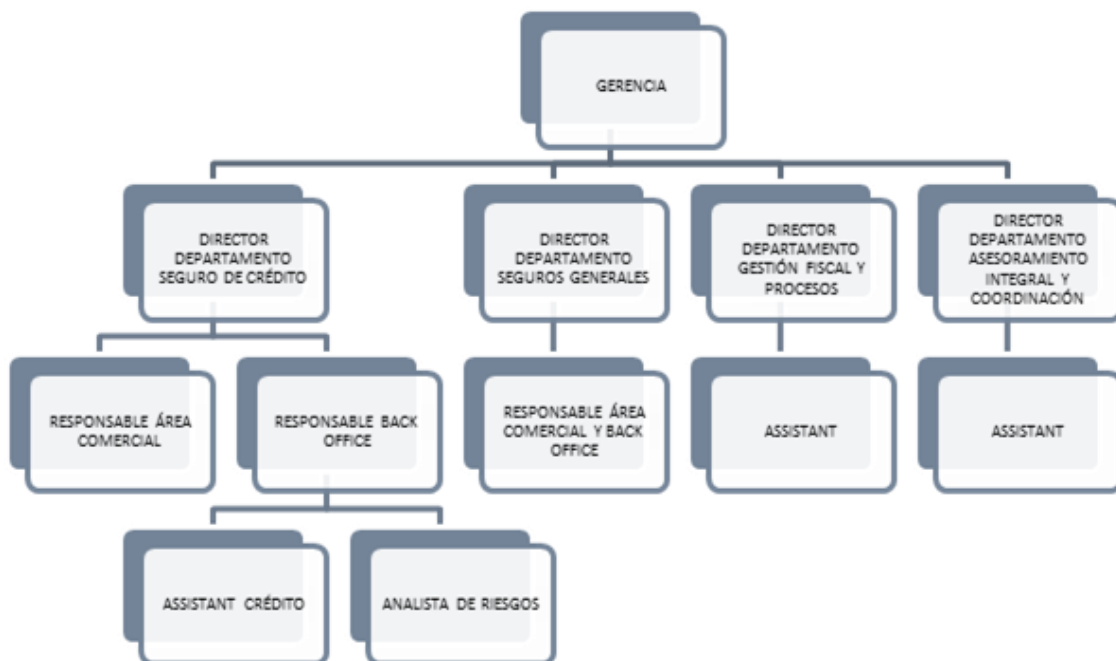 GERENCIA
DIRECTOR
DEPARTAMENTO
SEGURO DE CRÉDITO
DIRECTOR
DEPARTAMENTO
SEGUROS GENERALES
DIRECTOR
DEPARTAMENTO
GESTIÓN FISCAL Y
PROCESOS
DIRECTOR
DEPARTAMENTO
ASESORAMIENTO
INTEGRAL Y
COORDINACIÓN
RESPONSABLE ÁREA
COMERCIAL
RESPONSABLE BACK
OFFICE
RESPONSABLE ÁREA
COMERCIAL Y BACK
OFFICE
ASSISTANT
ASSISTANT
ASSISTANT CRÉDITO
ANALISTA DE RIESGOS